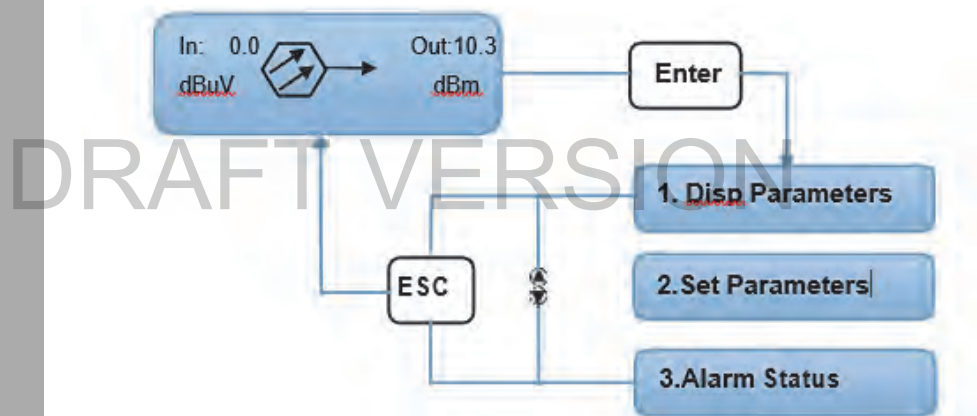 In: 0.0 Out:10.3
dBuV dBm
Enter
DRAFT VERSION
1. Disp Parameters
ESC
2.Set Parameters
3.Alarm Status